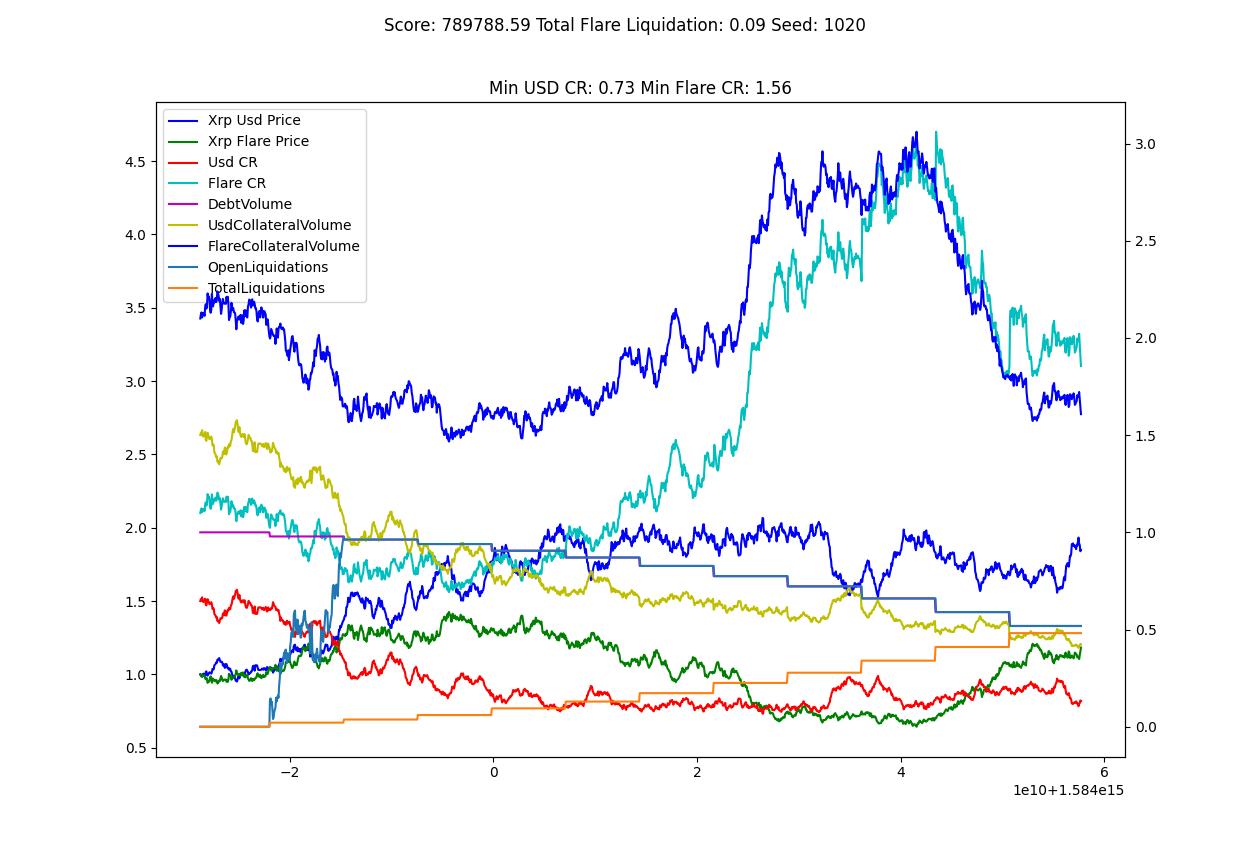 Score: 789788.59 Total Flare Liquidation: 0.09 Seed: 1020
Min USD CR: 0.73 Min Flare CR: 1.56
Xrp Usd Price
Xrp Flare Price
Usd CR
Flare CR
DebtVolume
UsdCollateralVolume
FlareCollateralVolume
OpenLiquidations
TotalLiquidations
4.5
4.0
3.5
3.0
2.5
2.0
1.5
1.0
0.5
3.0
2.5
2.0
1.5
1.0
0.5
0.0
−2
0
2
4
6
1e10+1.584e15